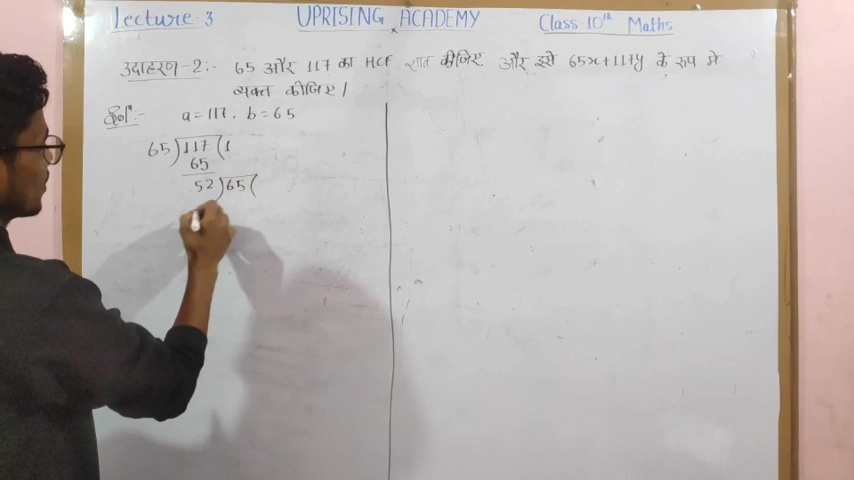 Lecture-3 UPRISING ACADEMY Class-10th Maths
उदाहरण-2:- 65 और 117 का HCF ज्ञात कीजिए और इसे 65x+117y के रूप मे
व्यक्त कीजिए।
हल:- a=117, b=65
65)117(1
65
52)65(